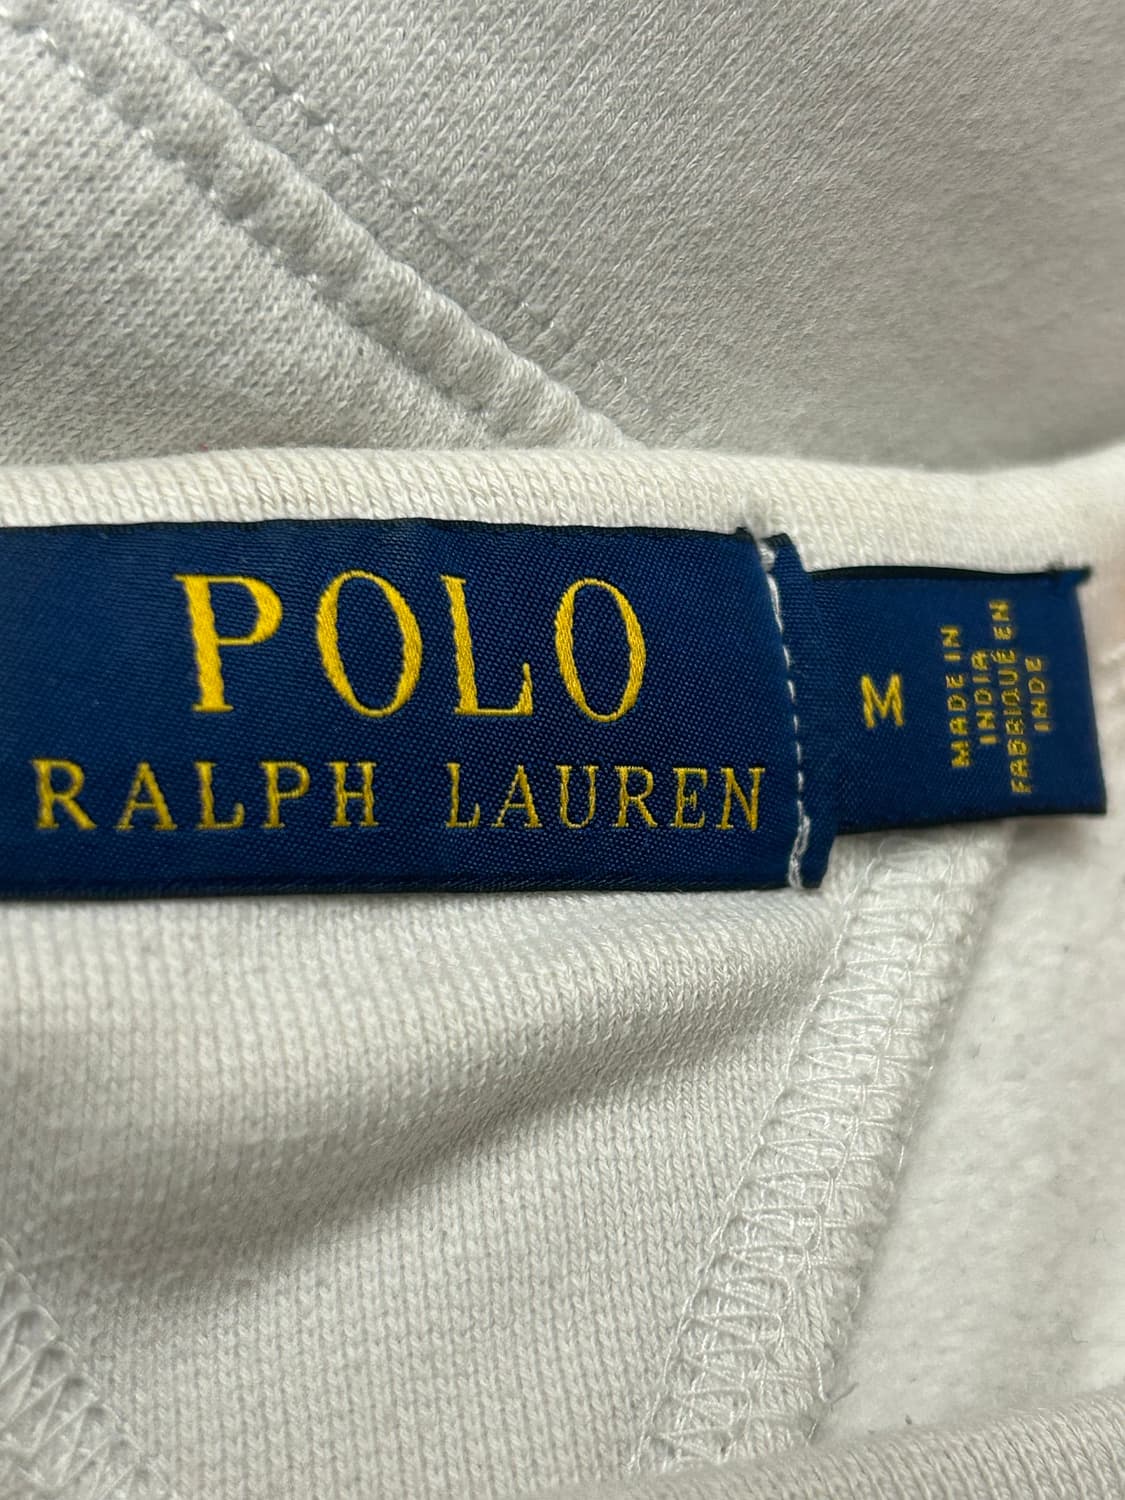 POLO
RALPH LAUREN
M
MADE IN
INDIA
FABRIQUÉ EN
INDE